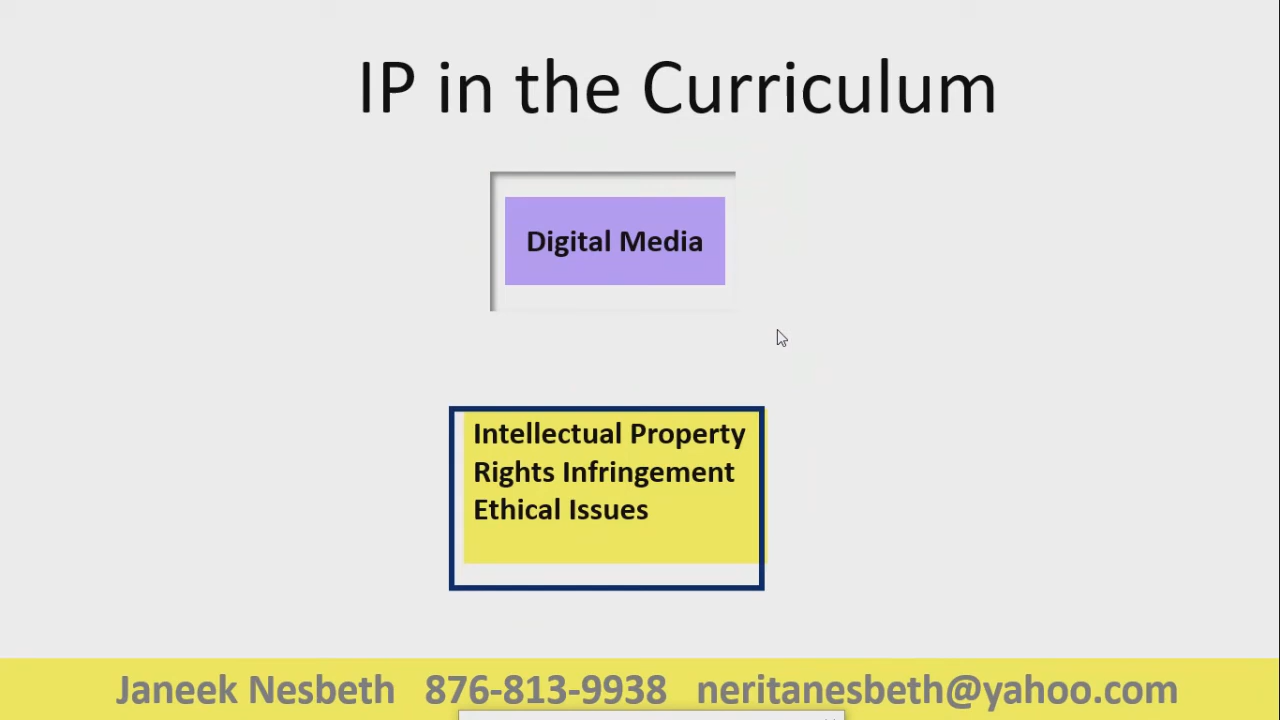 IP in the Curriculum
Digital Media
Intellectual Property
Rights Infringement
Ethical Issues
Janeek Nesbeth 876-813-9938 neritanesbeth@yahoo.com